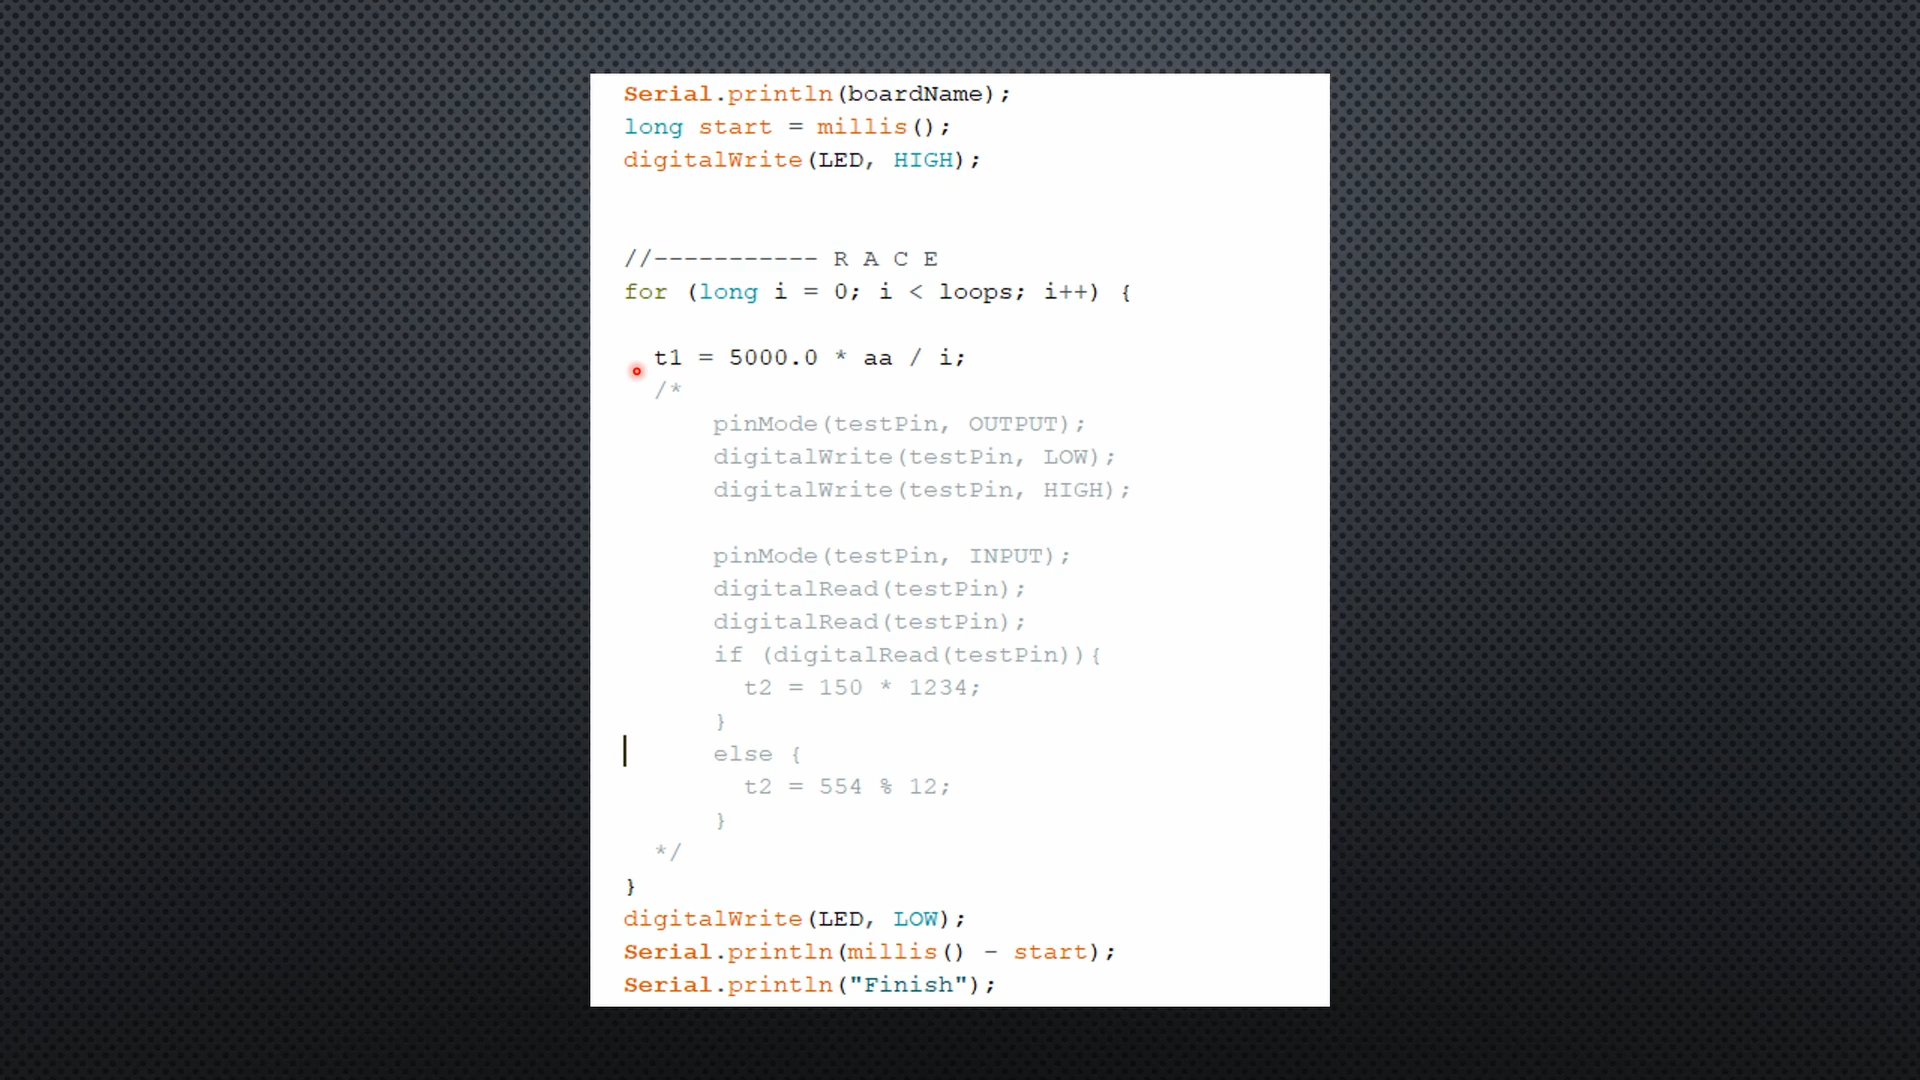 Serial.println(boardName);
long start = millis();
digitalWrite(LED, HIGH);
//----------- R A C E
for (long i = 0; i < loops; i++) {
t1 = 5000.0 * aa / i;
/*
pinMode(testPin, OUTPUT);
digitalWrite(testPin, LOW);
digitalWrite(testPin, HIGH);
pinMode(testPin, INPUT);
digitalRead(testPin);
digitalRead(testPin);
if (digitalRead(testPin)){
t2 = 150 * 1234;
}
else {
t2 = 554 % 12;
}
*/
}
digitalWrite(LED, LOW);
Serial.println(millis() - start);
Serial.println("Finish");